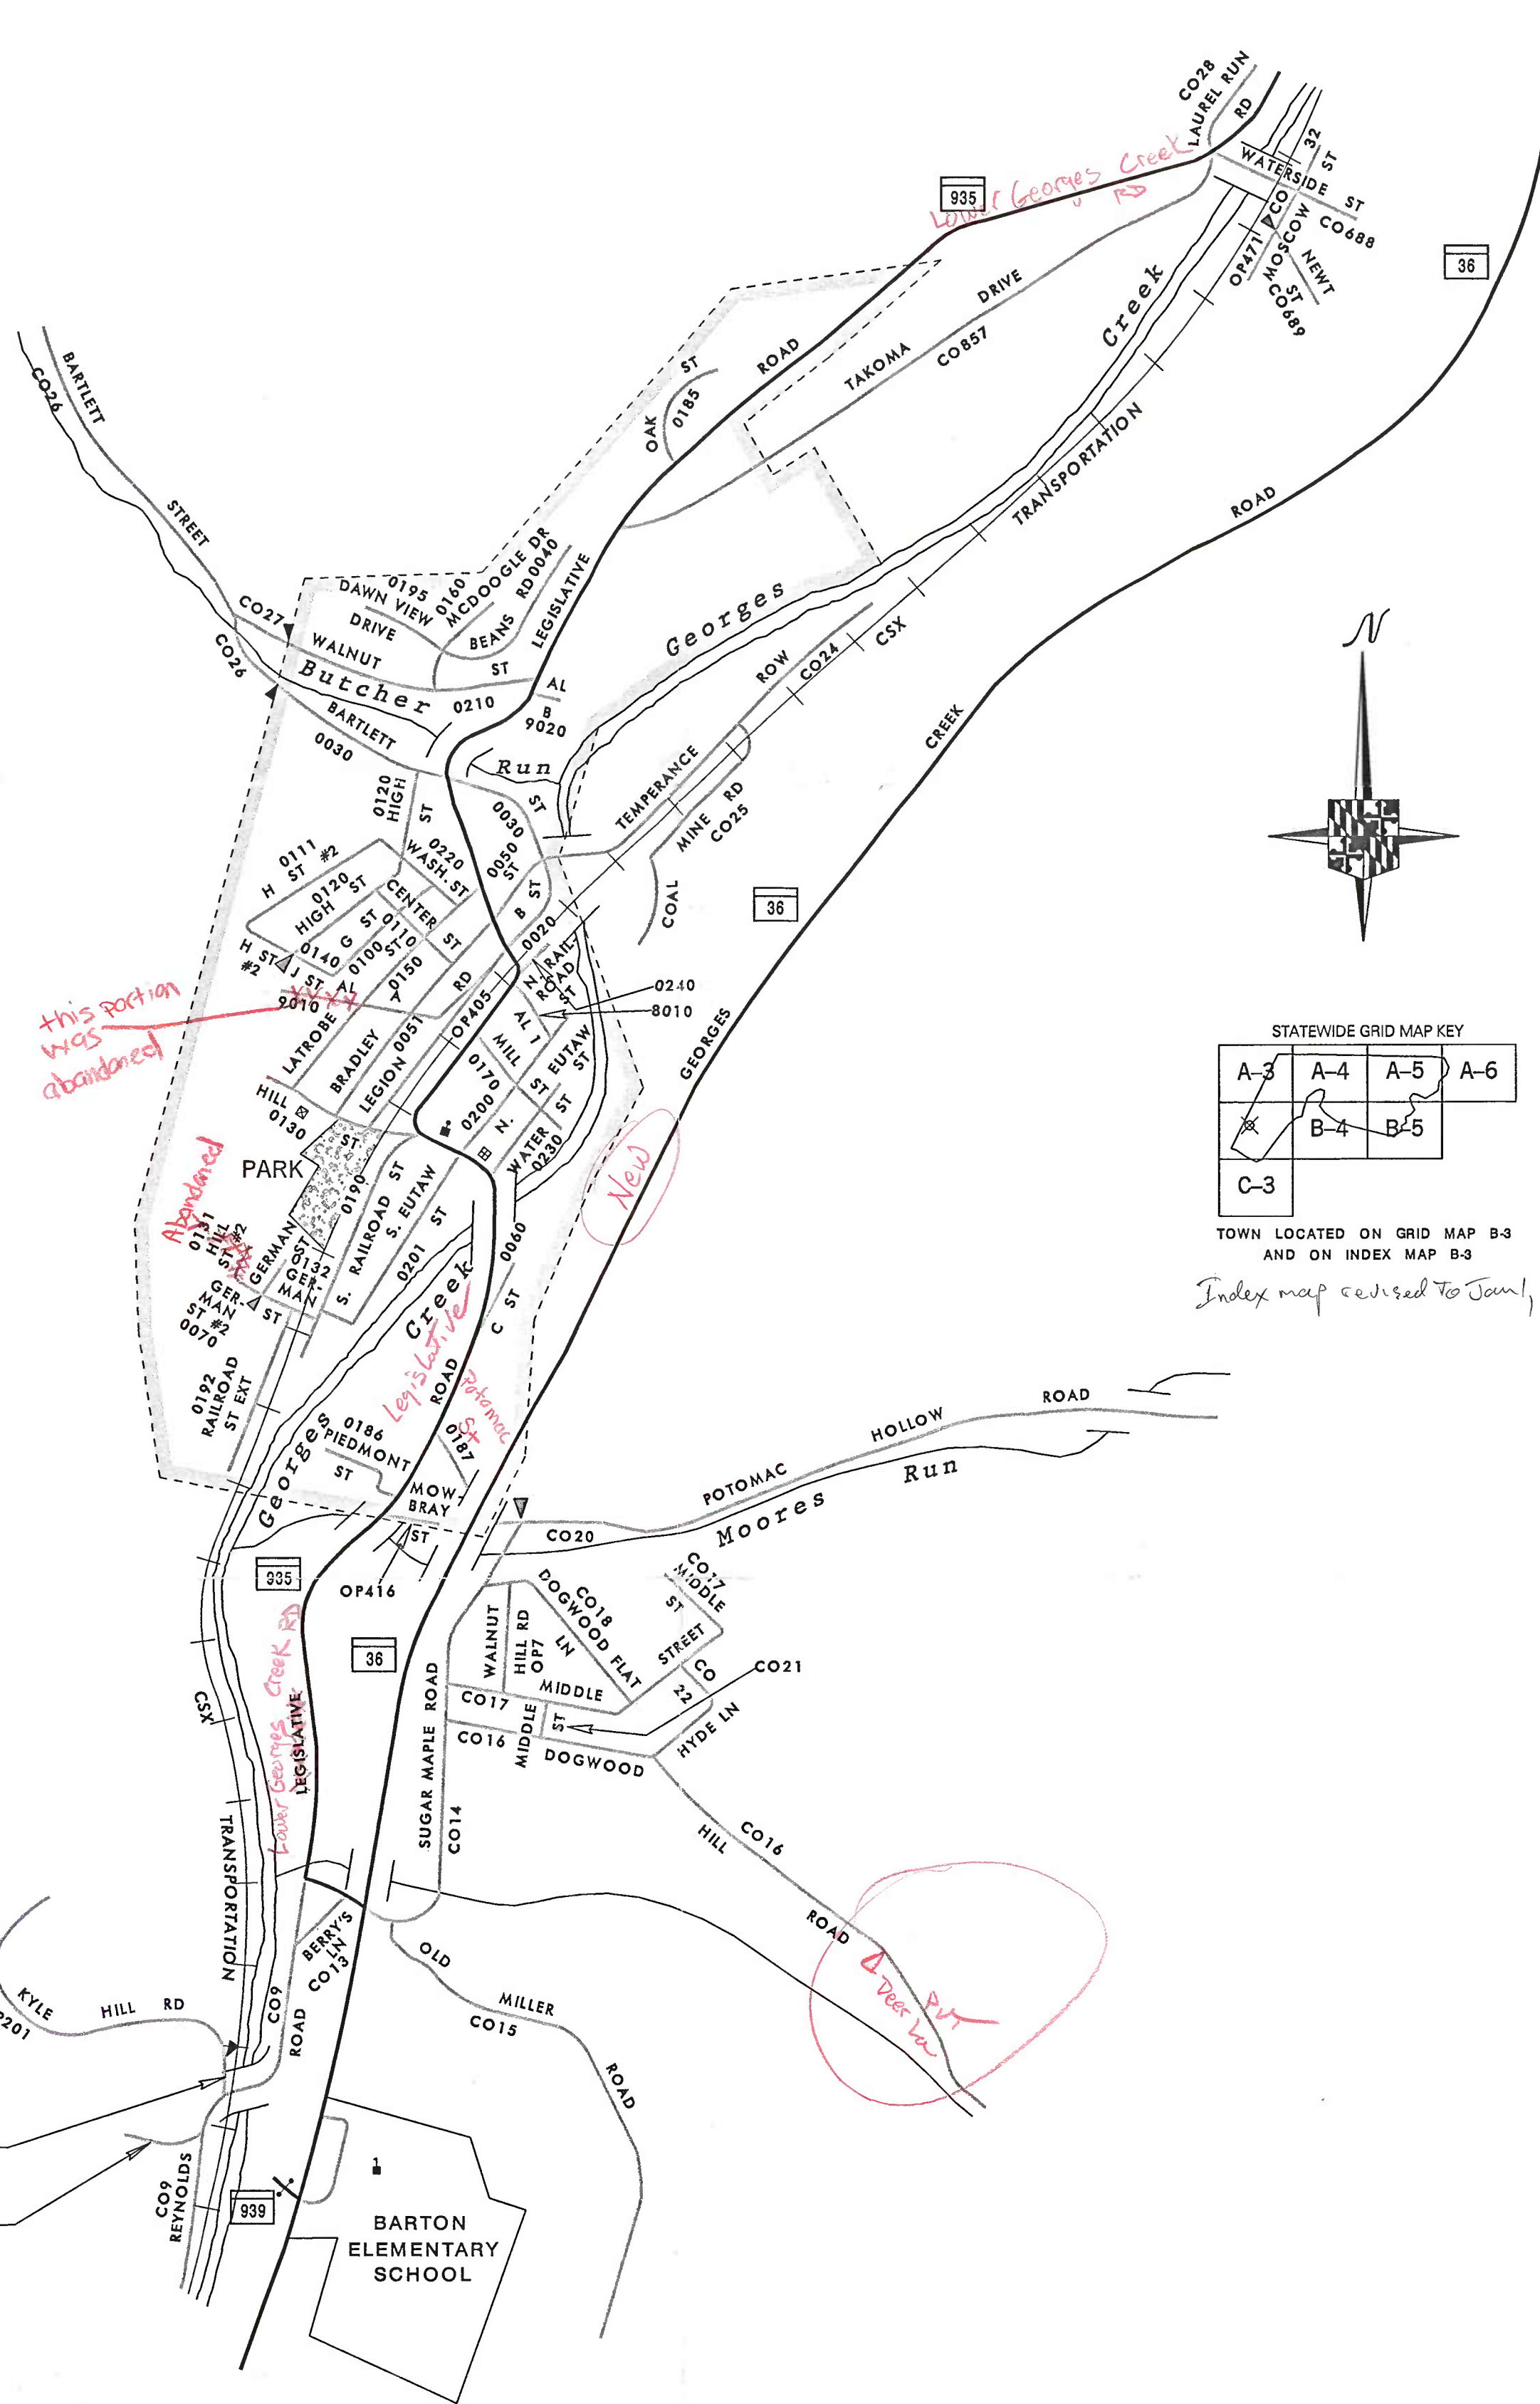 CO28
LAUREL RUN
RD
32
ST
WATERSIDE ST
CO
CO688
MOSCOW
ST
CO689
NEWT
OP471
935
Lower Georges Creek
RD
36
Creek
TAKOMA DRIVE
CO857
ROAD
OAK ST
0185
BARTLETT
CO26
STREET
TRANSPORTATION
ROAD
0195
DAWN VIEW
DRIVE
0160
MCDOOGLE DR
BEANS RD0040
LEGISLATIVE
CO27
CO26
WALNUT ST
0210
Butcher
AL
B
9020
Georges
ROW
CO24
CSX
BARTLETT
0030
Run
ST
CREEK
0120
HIGH
ST
0030
0050
ST
TEMPERANCE
MINE RD
CO25
COAL
0111
H ST #2
0220
WASH. ST
0120
HIGH ST
CENTER ST
B ST
36
G ST
0110
0140
0100
ST
0150
0020
H ST
#2
J ST
AL
A
9010
RD
N. RAIL-
ROAD
ST
0240
8010
this portion
was
abandoned
OP405
AL 1
LATROBE
BRADLEY
LEGION 0051
MILL ST
EUTAW
ST
GEORGES
0170
0200
N.
HILL
0130
ST
WATER ST
0230
STATEWIDE GRID MAP KEY
A-3 A-4 A-5 A-6
B-4 B-5
C-3
TOWN LOCATED ON GRID MAP B-3
AND ON INDEX MAP B-3
Index map revised To Jan 1,
PARK
0190
RAILROAD ST
S. EUTAW
ST
0201
S.
New
Abandoned
0131
HILL
ST #2
GERMAN
ST
0132
GER-
MAN
GER-
MAN
ST #2
0070
ST
0060
C ST
Creek
Legislative
ROAD
Potomac
St
0187
0192
RAILROAD
ST EXT
Georges
0186
PIEDMONT
ST
MOW-
BRAY
ST
OP416
POTOMAC HOLLOW ROAD
Moores Run
CO20
935
36
CO17
MIDDLE
ST
CO18
DOGWOOD FLAT
LN
WALNUT
HILL RD
OP7
STREET
CO
22
CO21
CO17
MIDDLE
MIDDLE
ST
CO16
DOGWOOD
HYDE LN
Lower Georges Creek RD
LEGISLATIVE
CSX
TRANSPORTATION
SUGAR MAPLE ROAD
CO14
HILL
CO16
ROAD
Deer Ln
PVT
BERRY'S
LN
CO13
CO9
ROAD
OLD
MILLER
CO15
ROAD
KYLE HILL RD
201
CO9
REYNOLDS
939
1
BARTON
ELEMENTARY
SCHOOL